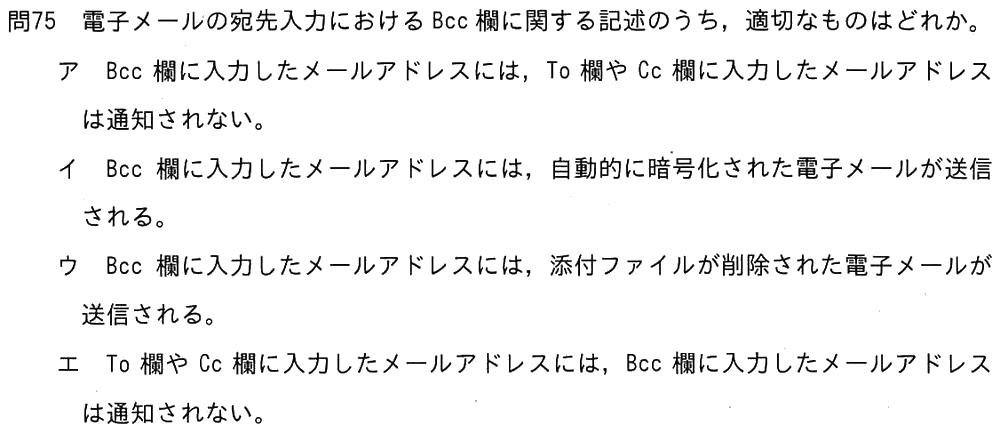 問75 電子メールの宛先入力における Bcc 欄に関する記述のうち，適切なものはどれか。
ア Bcc 欄に入力したメールアドレスには，To 欄や Cc 欄に入力したメールアドレス
は通知されない。
イ Bcc 欄に入力したメールアドレスには，自動的に暗号化された電子メールが送信
される。
ウ Bcc 欄に入力したメールアドレスには，添付ファイルが削除された電子メールが
送信される。
エ To 欄や Cc 欄に入力したメールアドレスには，Bcc 欄に入力したメールアドレス
は通知されない。